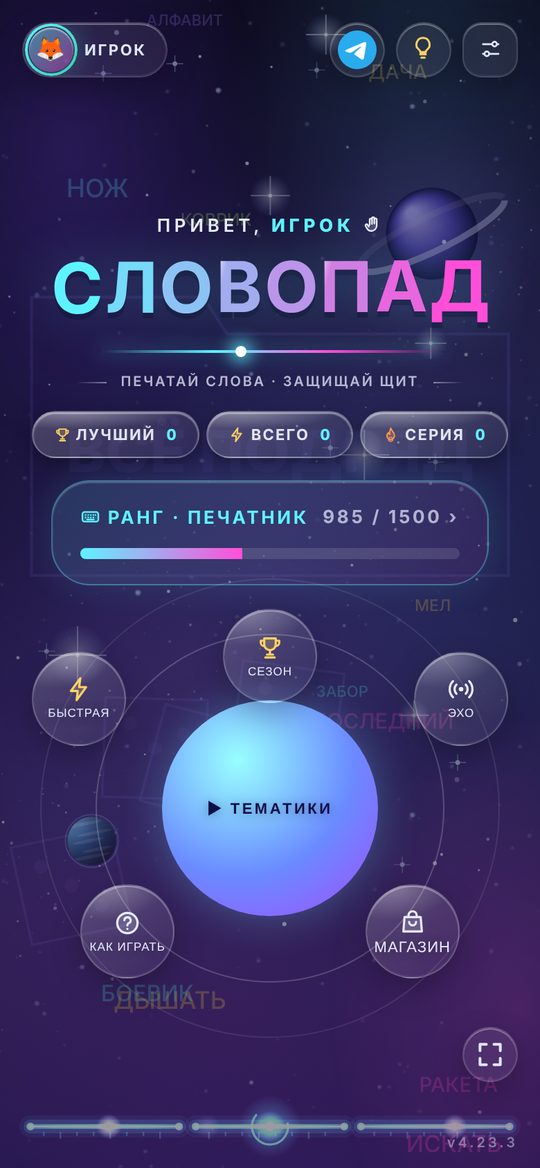 АЛФАВИТ
ИГРОК
ДАЧА
НОЖ
КОВРИК
ПРИВЕТ, ИГРОК
СЛОВОПАД
ПЕЧАТАЙ СЛОВА · ЗАЩИЩАЙ ЩИТ
ЛУЧШИЙ 0
ВСЕГО 0
СЕРИЯ 0
РАНГ · ПЕЧАТНИК 985 / 1500 ›
МЕЛ
СЕЗОН
ЗАБОР
БЫСТРАЯ
ЭХО
ПОСЛЕДНИЙ
ТЕМАТИКИ
КАК ИГРАТЬ
МАГАЗИН
БОЕВИК
ДЫШАТЬ
РАКЕТА
v4.23.3
ИСКАТЬ